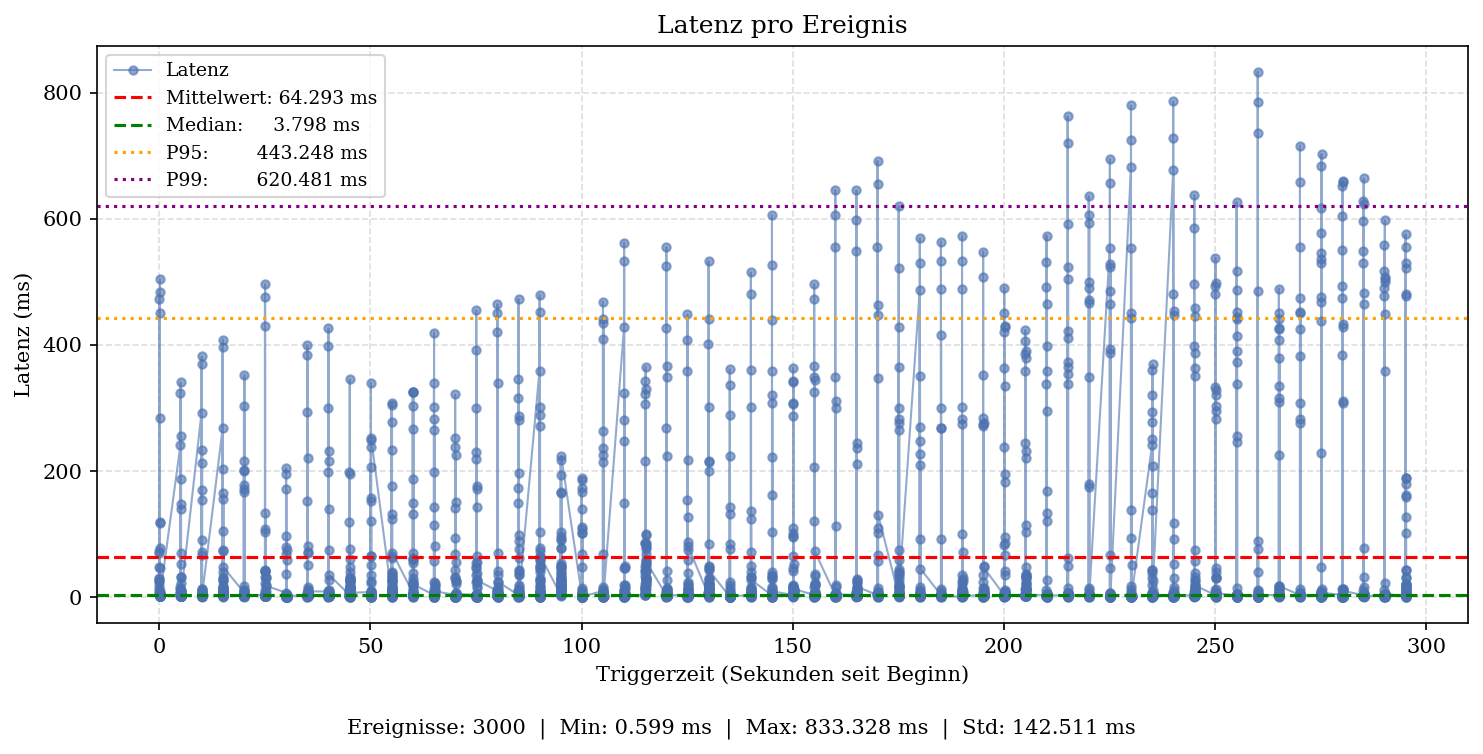 Latenz pro Ereignis
Latenz (ms)
800
600
400
200
0
Latenz
Mittelwert: 64.293 ms
Median: 3.798 ms
P95: 443.248 ms
P99: 620.481 ms
0 50 100 150 200 250 300
Triggerzeit (Sekunden seit Beginn)
Ereignisse: 3000 | Min: 0.599 ms | Max: 833.328 ms | Std: 142.511 ms